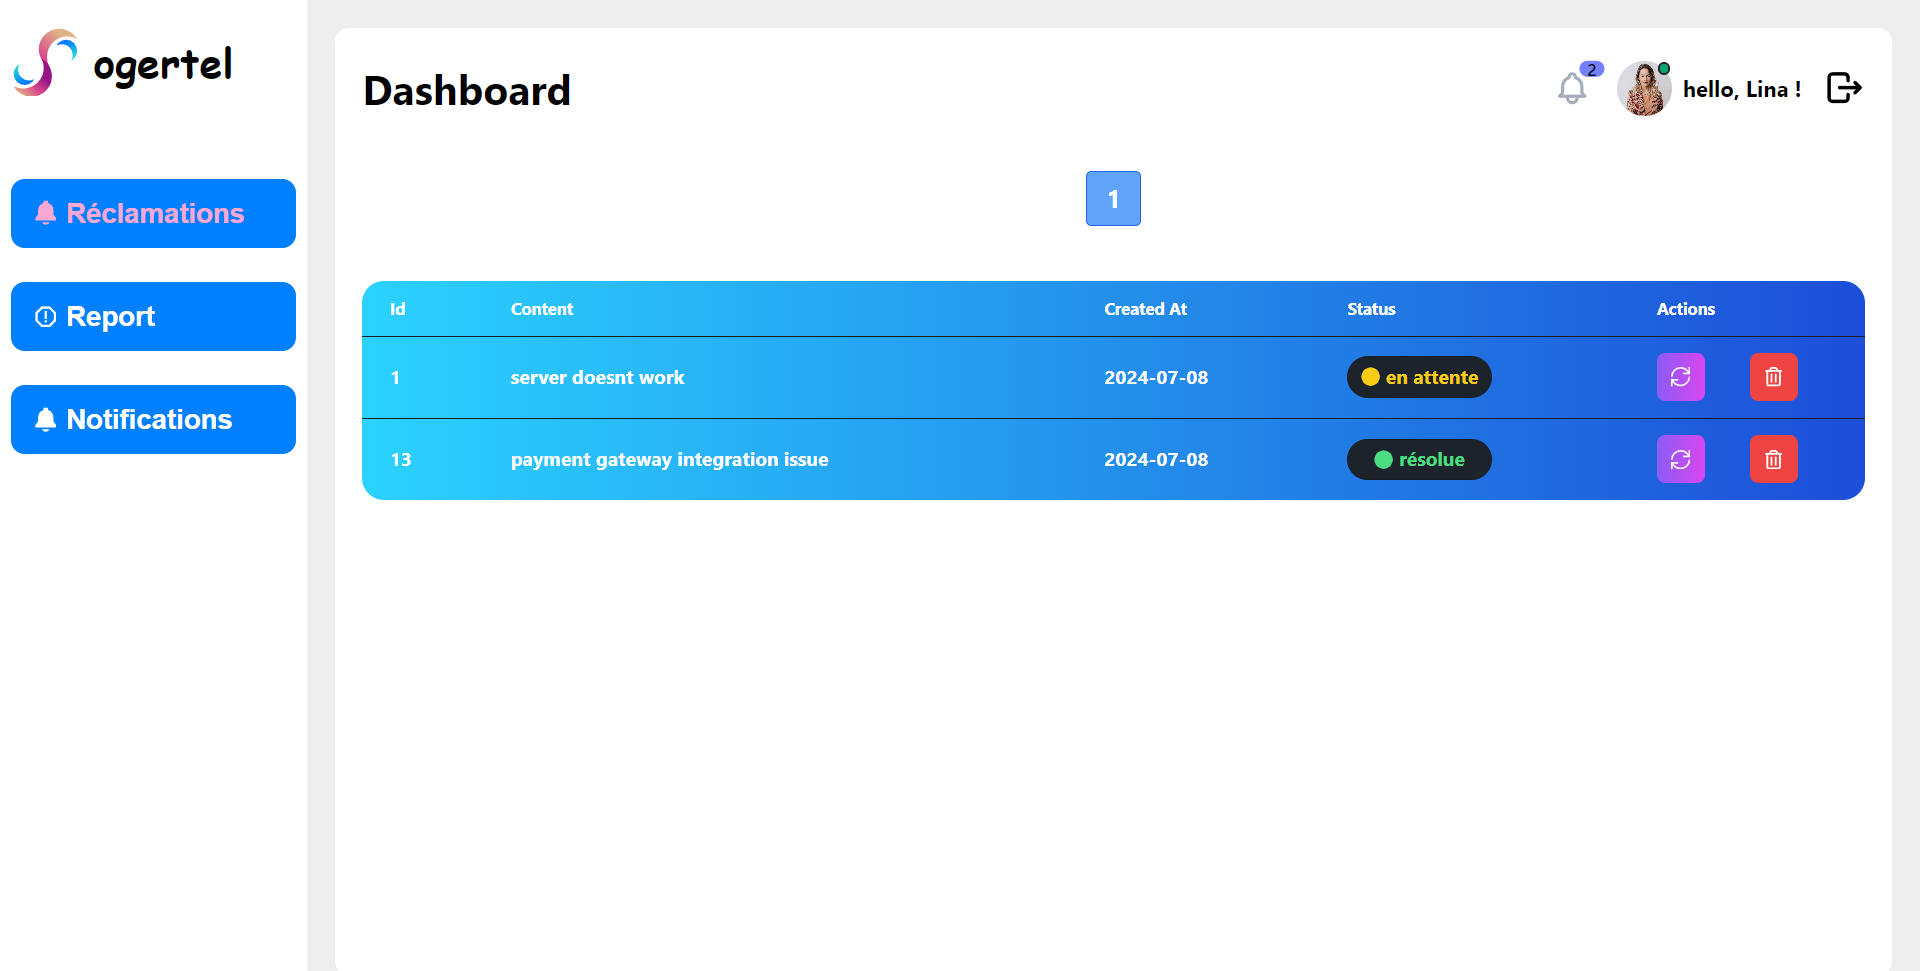 ogertel
Réclamations
Report
Notifications
Dashboard
2
hello, Lina !
1
Id Content Created At Status Actions
1 server doesnt work 2024-07-08 en attente
13 payment gateway integration issue 2024-07-08 résolue